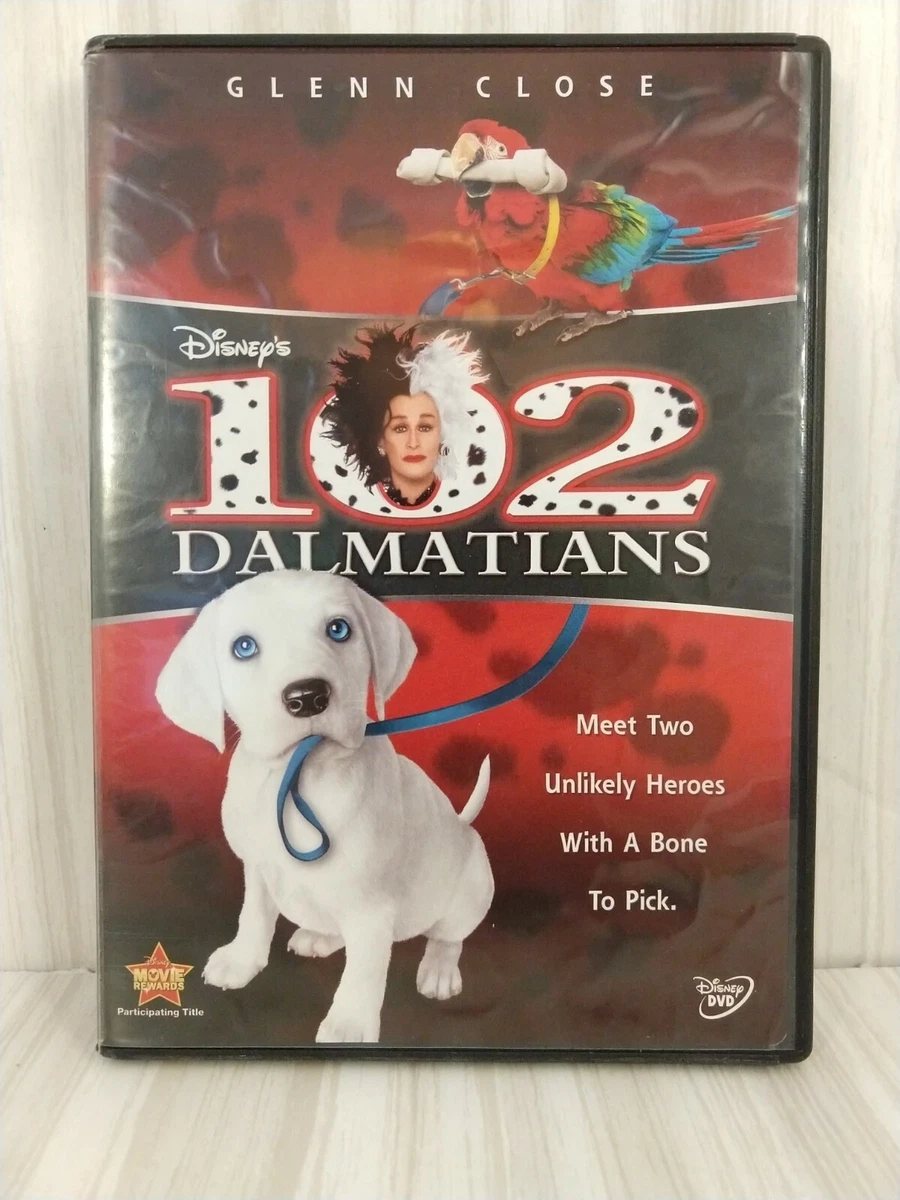 GLENN CLOSE
Disney's
102
DALMATIANS
Meet Two
Unlikely Heroes
With A Bone
To Pick.
Disney
MOVIE
REWARDS
Participating Title
Disney
DVD